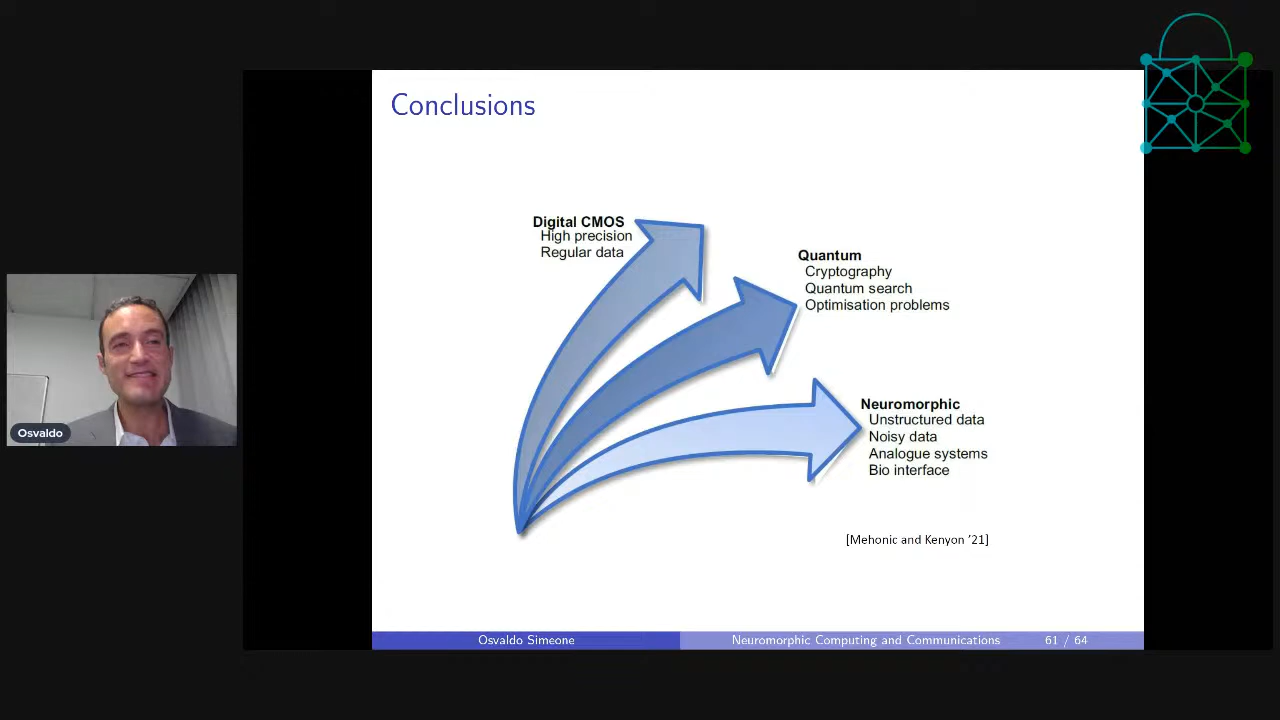 Conclusions
Digital CMOS
High precision
Regular data
Quantum
Cryptography
Quantum search
Optimisation problems
Neuromorphic
Unstructured data
Noisy data
Analogue systems
Bio interface
[Mehonic and Kenyon '21]
Osvaldo
Osvaldo Simeone
Neuromorphic Computing and Communications
61 / 64